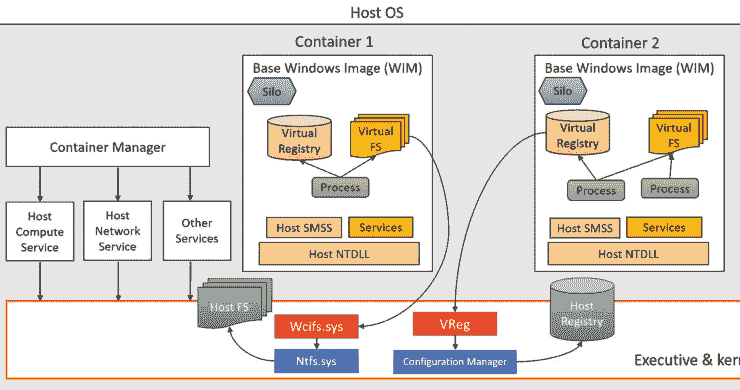 Host OS
Container 1
Container 2
Base Windows Image (WIM)
Silo
Virtual
Registry
Virtual
FS
Process
Host SMSS
Services
Host NTDLL
Base Windows Image (WIM)
Silo
Virtual
Registry
Virtual
FS
Process
Process
Host SMSS
Services
Host NTDLL
Container Manager
Host
Compute
Service
Host
Network
Service
Other
Services
Host FS
Wcifs.sys
Ntfs.sys
VReg
Configuration Manager
Host
Registry
Executive & ker